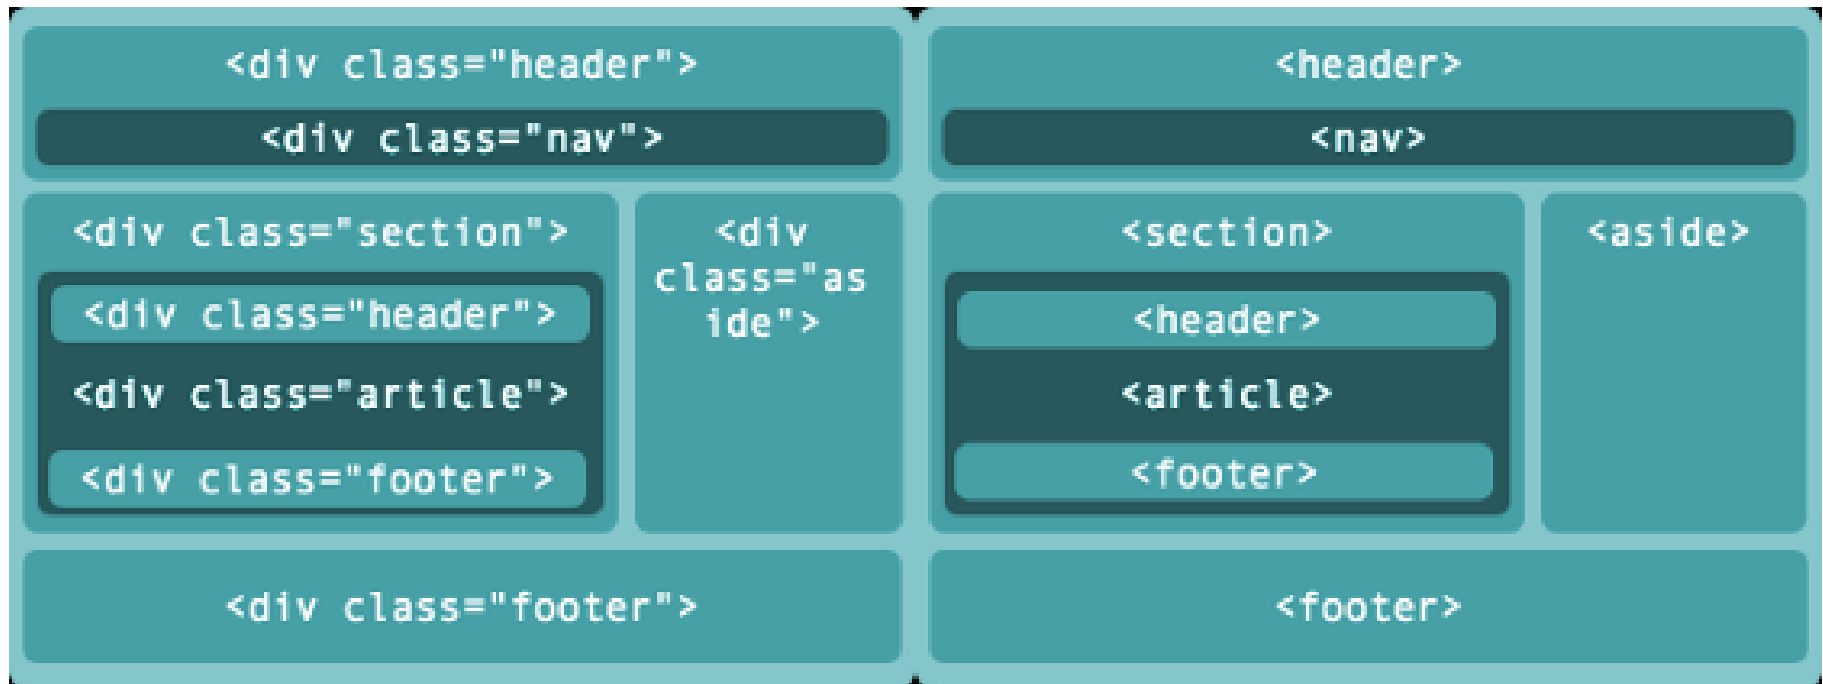 <div class="header">
<div class="nav">
<div class="section">
<div class="header">
<div class="article">
<div class="footer">
<div
class="as
ide">
<div class="footer">
<header>
<nav>
<section>
<header>
<article>
<footer>
<aside>
<footer>